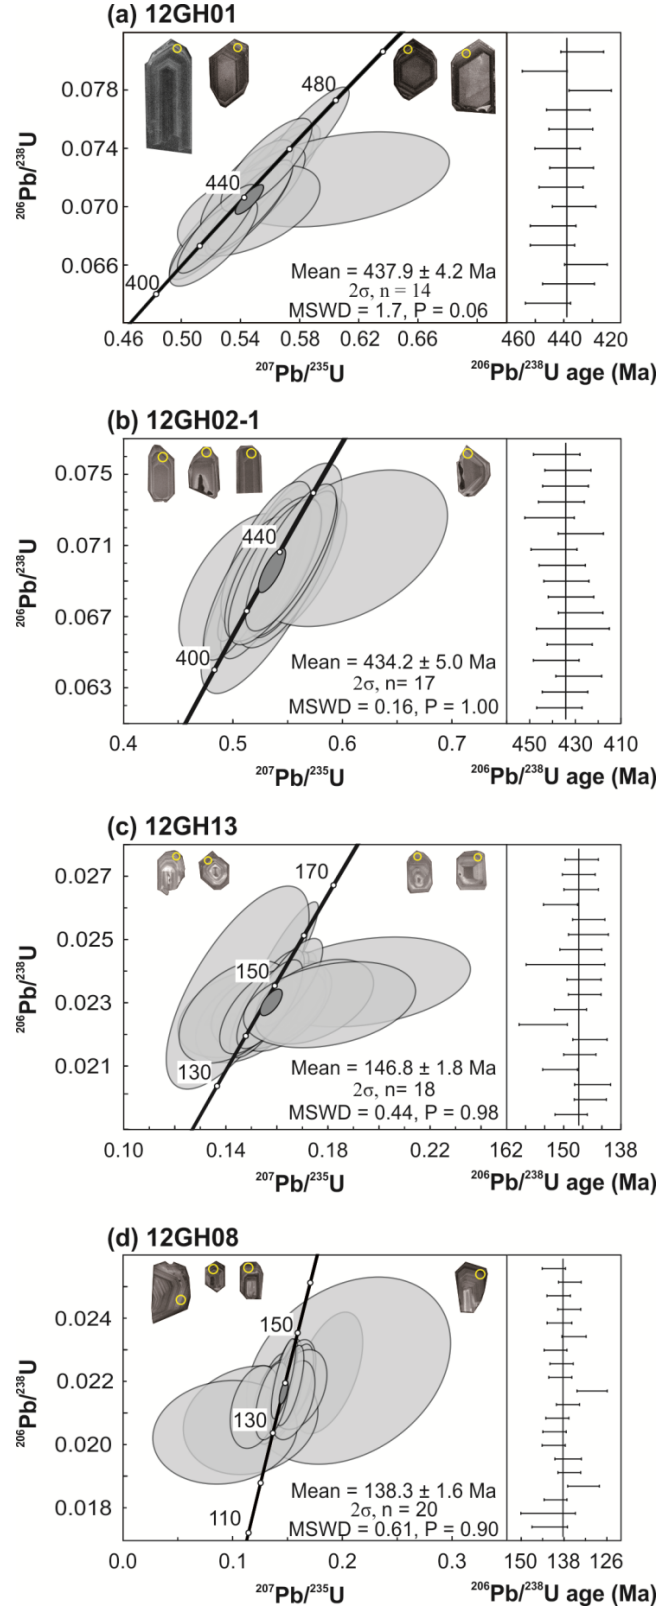 (a) 12GH01
²⁰⁶Pb/²³⁸U
0.078
0.074
0.070
0.066
480
440
400
Mean = 437.9 ± 4.2 Ma
2σ, n = 14
MSWD = 1.7, P = 0.06
0.46 0.50 0.54 0.58 0.62 0.66
460 440 420
²⁰⁷Pb/²³⁵U
²⁰⁶Pb/²³⁸U age (Ma)
(b) 12GH02-1
²⁰⁶Pb/²³⁸U
0.075
0.071
0.067
0.063
440
400
Mean = 434.2 ± 5.0 Ma
2σ, n= 17
MSWD = 0.16, P = 1.00
0.4 0.5 0.6 0.7
450 430 410
²⁰⁷Pb/²³⁵U
²⁰⁶Pb/²³⁸U age (Ma)
(c) 12GH13
²⁰⁶Pb/²³⁸U
0.027
0.025
0.023
0.021
170
150
130
Mean = 146.8 ± 1.8 Ma
2σ, n= 18
MSWD = 0.44, P = 0.98
0.10 0.14 0.18 0.22
162 150 138
²⁰⁷Pb/²³⁵U
²⁰⁶Pb/²³⁸U age (Ma)
(d) 12GH08
²⁰⁶Pb/²³⁸U
0.024
0.022
0.020
0.018
150
130
110
Mean = 138.3 ± 1.6 Ma
2σ, n = 20
MSWD = 0.61, P = 0.90
0.0 0.1 0.2 0.3
150 138 126
²⁰⁷Pb/²³⁵U
²⁰⁶Pb/²³⁸U age (Ma)